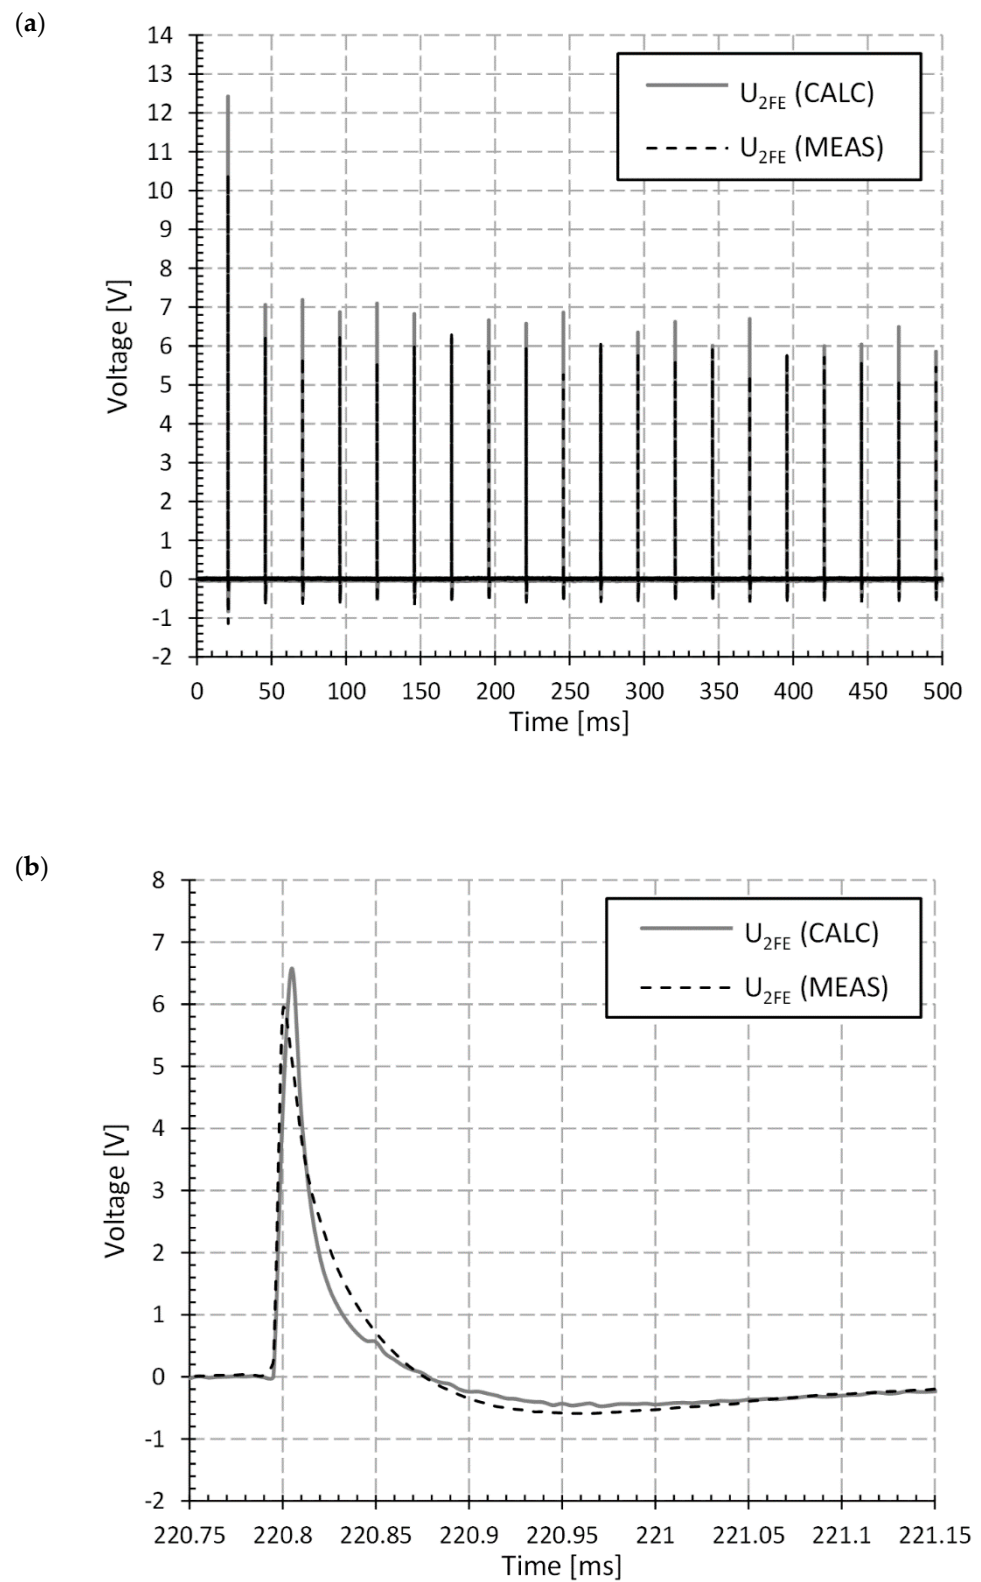 (a)
14
13
12
11
10
9
8
7
6
5
4
3
2
1
0
-1
-2
Voltage [V]
U2FE (CALC)
U2FE (MEAS)
0 50 100 150 200 250 300 350 400 450 500
Time [ms]
(b)
8
7
6
5
4
3
2
1
0
-1
-2
Voltage [V]
U2FE (CALC)
U2FE (MEAS)
220.75 220.8 220.85 220.9 220.95 221 221.05 221.1 221.15
Time [ms]